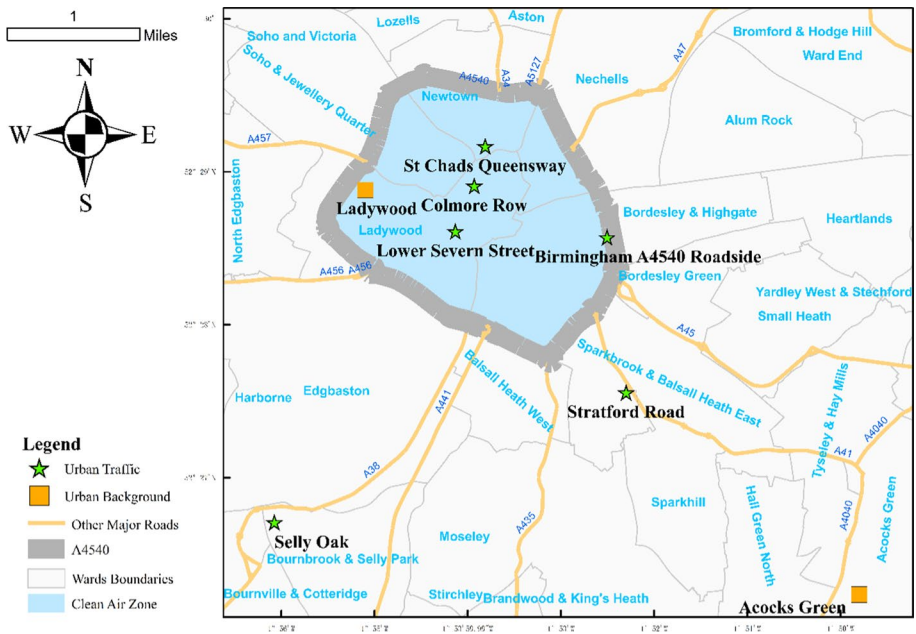 1
Miles
N
W
E
S
Lozells
Aston
Soho and Victoria
Soho & Jewellery Quarter
A4540
A34
A5127
Newtown
Nechells
A47
Bromford & Hodge Hill
Ward End
Alum Rock
A457
St Chads Queensway
North Edgbaston
Ladywood
Colmore Row
Ladywood
Lower Severn Street
Birmingham A4540 Roadside
Bordesley & Highgate
Heartlands
A456
A456
Bordesley Green
Yardley West & Stechford
Small Heath
A45
Sparkbrook & Balsall Heath East
Balsall Heath West
Harborne
Edgbaston
A441
Stratford Road
Tyseley & Hay Mills
A4040
A41
A38
Legend
Urban Traffic
Urban Background
Other Major Roads
A4540
Wards Boundaries
Clean Air Zone
Selly Oak
Bournbrook & Selly Park
Moseley
A435
Sparkhill
Hall Green North
A4040
Acocks Green
Bournville & Cotteridge
Stirchley
Brandwood & King's Heath
Acocks Green